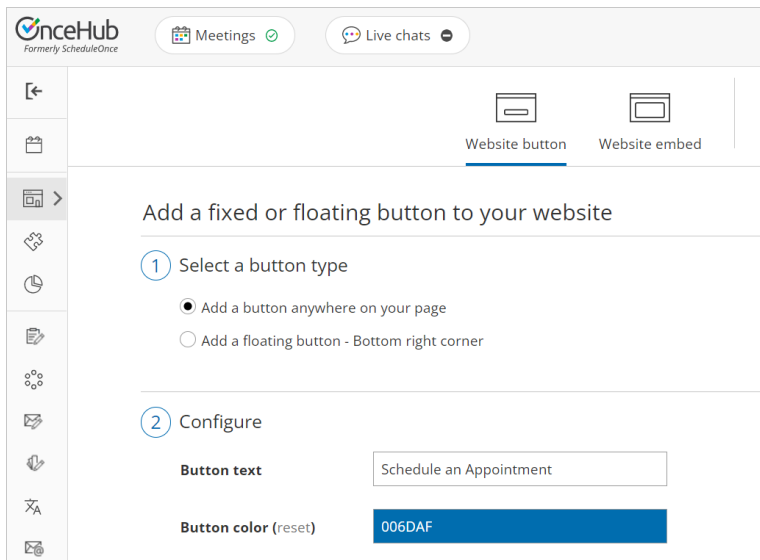 OnceHub
Formerly ScheduleOnce
Meetings
Live chats
Website button
Website embed
Add a fixed or floating button to your website
1 Select a button type
Add a button anywhere on your page
Add a floating button - Bottom right corner
2 Configure
Button text
Schedule an Appointment
Button color (reset)
006DAF